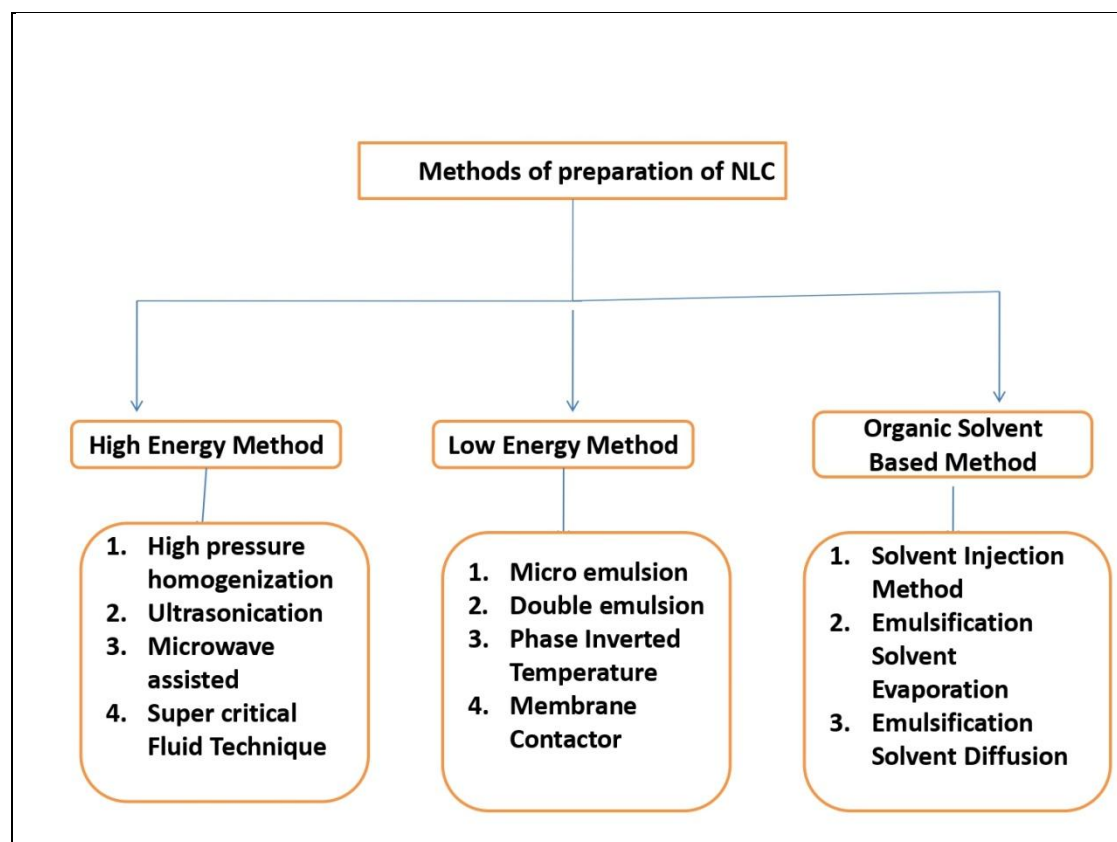 Methods of preparation of NLC
High Energy Method
1. High pressure
homogenization
2. Ultrasonication
3. Microwave
assisted
4. Super critical
Fluid Technique
Low Energy Method
1. Micro emulsion
2. Double emulsion
3. Phase Inverted
Temperature
4. Membrane
Contactor
Organic Solvent
Based Method
1. Solvent Injection
Method
2. Emulsification
Solvent
Evaporation
3. Emulsification
Solvent Diffusion